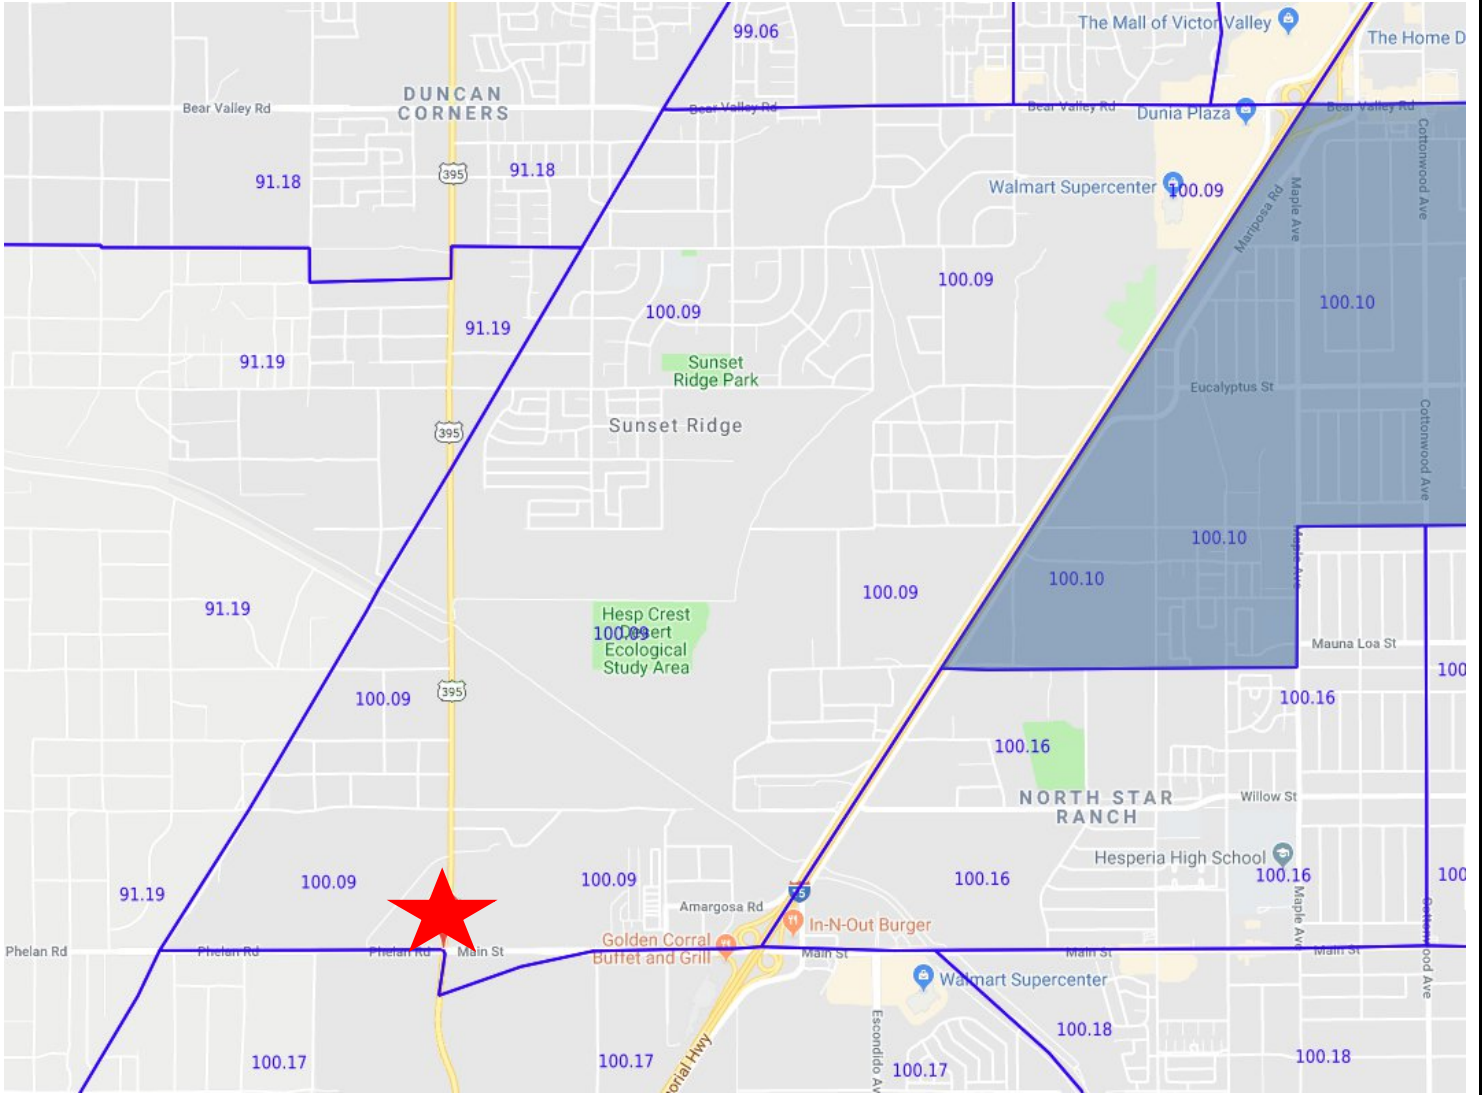 The Mall of Victor Valley
99.06
The Home D
DUNCAN
CORNERS
Bear Valley Rd
Bear Valley Rd
Bear Valley Rd
Bear Valley Rd
Dunia Plaza
Cottonwood Ave
91.18
91.18
395
Walmart Supercenter
100.09
Maple Ave
Mariposa Rd
100.09
100.10
100.09
91.19
91.19
Sunset
Ridge Park
Eucalyptus St
Sunset Ridge
395
Cottonwood Ave
100.10
Maple Ave
100.10
100.09
91.19
Hesp Crest
Desert
Ecological
Study Area
100.09
Mauna Loa St
100
395
100.09
100.16
100.16
NORTH STAR
RANCH
Willow St
Hesperia High School
100.16
100
91.19
100.09
100.09
100.16
Amargosa Rd
Maple Ave
Cottonwood Ave
In-N-Out Burger
Golden Corral
Buffet and Grill
Phelan Rd
Phelan Rd
Phelan Rd
Main St
Main St
Main St
Main St
Walmart Supercenter
100.18
100.18
100.17
100.17
100.17
Escondido Av
orial Hwy